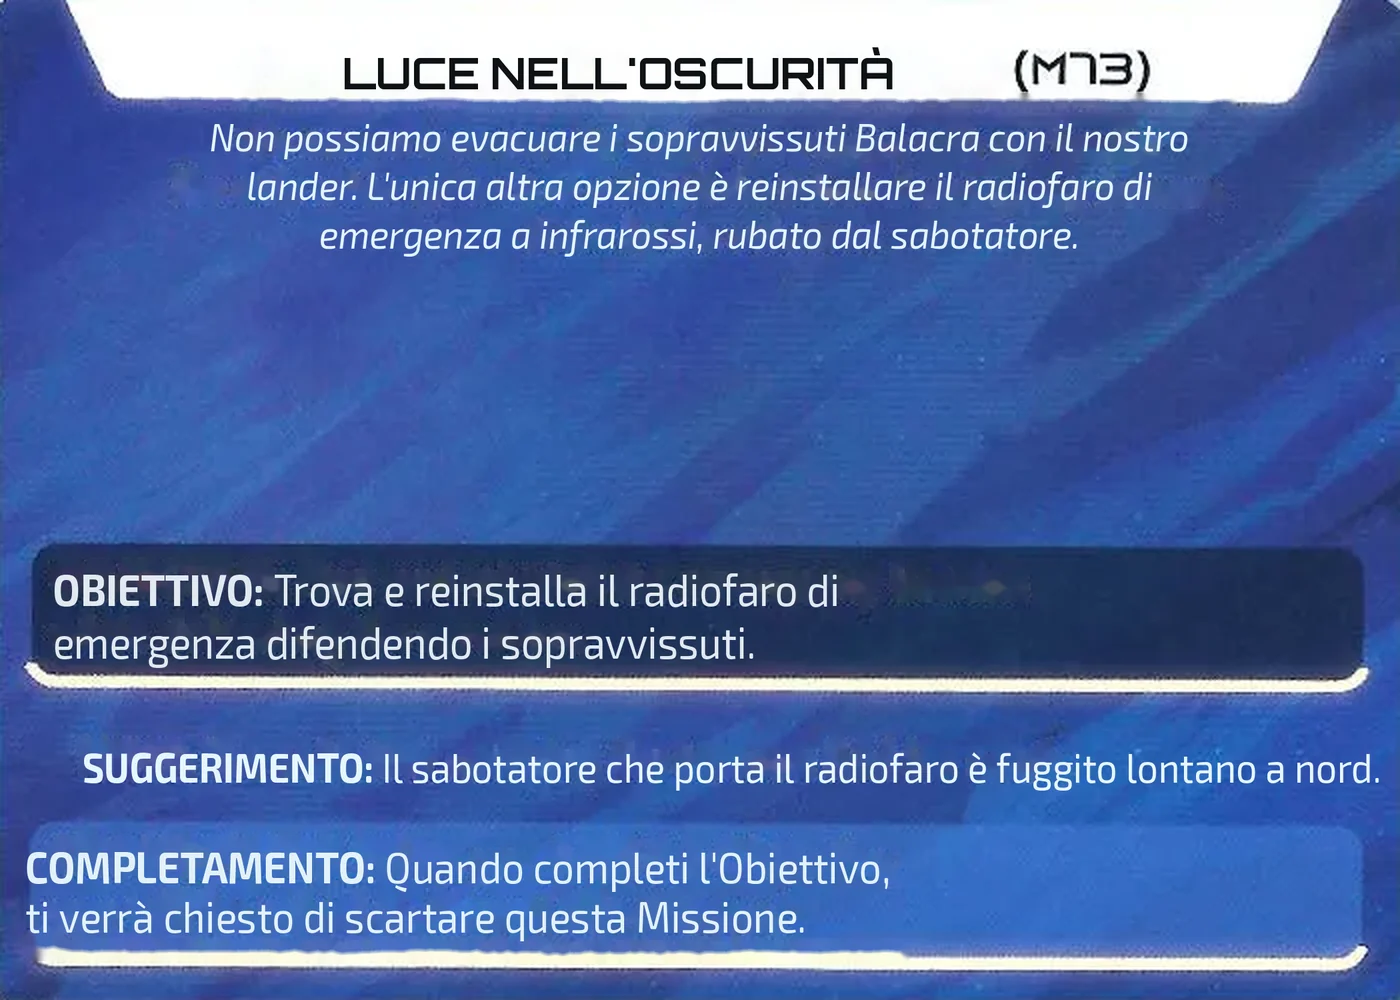 LUCE NELL'OSCURITÀ (M73)
Non possiamo evacuare i sopravvissuti Balacra con il nostro
lander. L'unica altra opzione è reinstallare il radiofaro di
emergenza a infrarossi, rubato dal sabotatore.
OBIETTIVO: Trova e reinstalla il radiofaro di
emergenza difendendo i sopravvissuti.
SUGGERIMENTO: Il sabotatore che porta il radiofaro è fuggito lontano a nord.
COMPLETAMENTO: Quando completi l'Obiettivo,
ti verrà chiesto di scartare questa Missione.